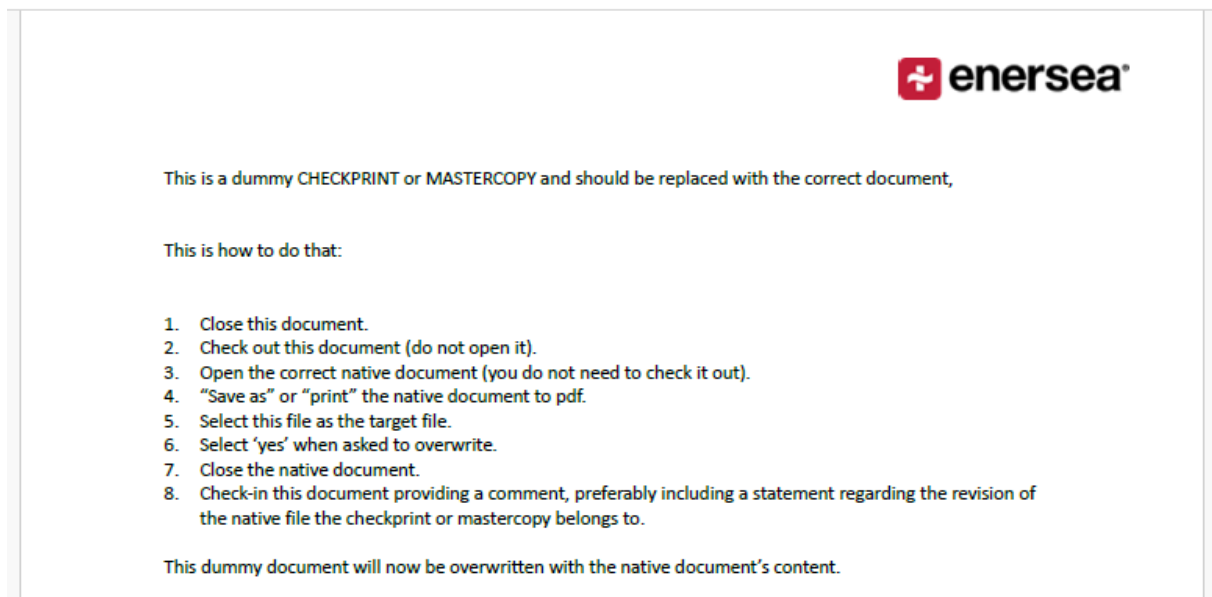 enersea®
This is a dummy CHECKPRINT or MASTERCOPY and should be replaced with the correct document,
This is how to do that:
1. Close this document.
2. Check out this document (do not open it).
3. Open the correct native document (you do not need to check it out).
4. “Save as” or “print” the native document to pdf.
5. Select this file as the target file.
6. Select ‘yes’ when asked to overwrite.
7. Close the native document.
8. Check-in this document providing a comment, preferably including a statement regarding the revision of
the native file the checkprint or mastercopy belongs to.
This dummy document will now be overwritten with the native document’s content.